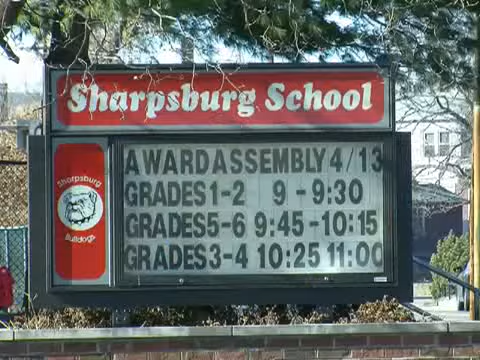 Sharpsburg School
Sharpsburg
Bulldogs
AWARD ASSEMBLY 4/13
GRADES 1-2 9 - 9:30
GRADES 5-6 9:45 -10:15
GRADES 3-4 10:25 11:00